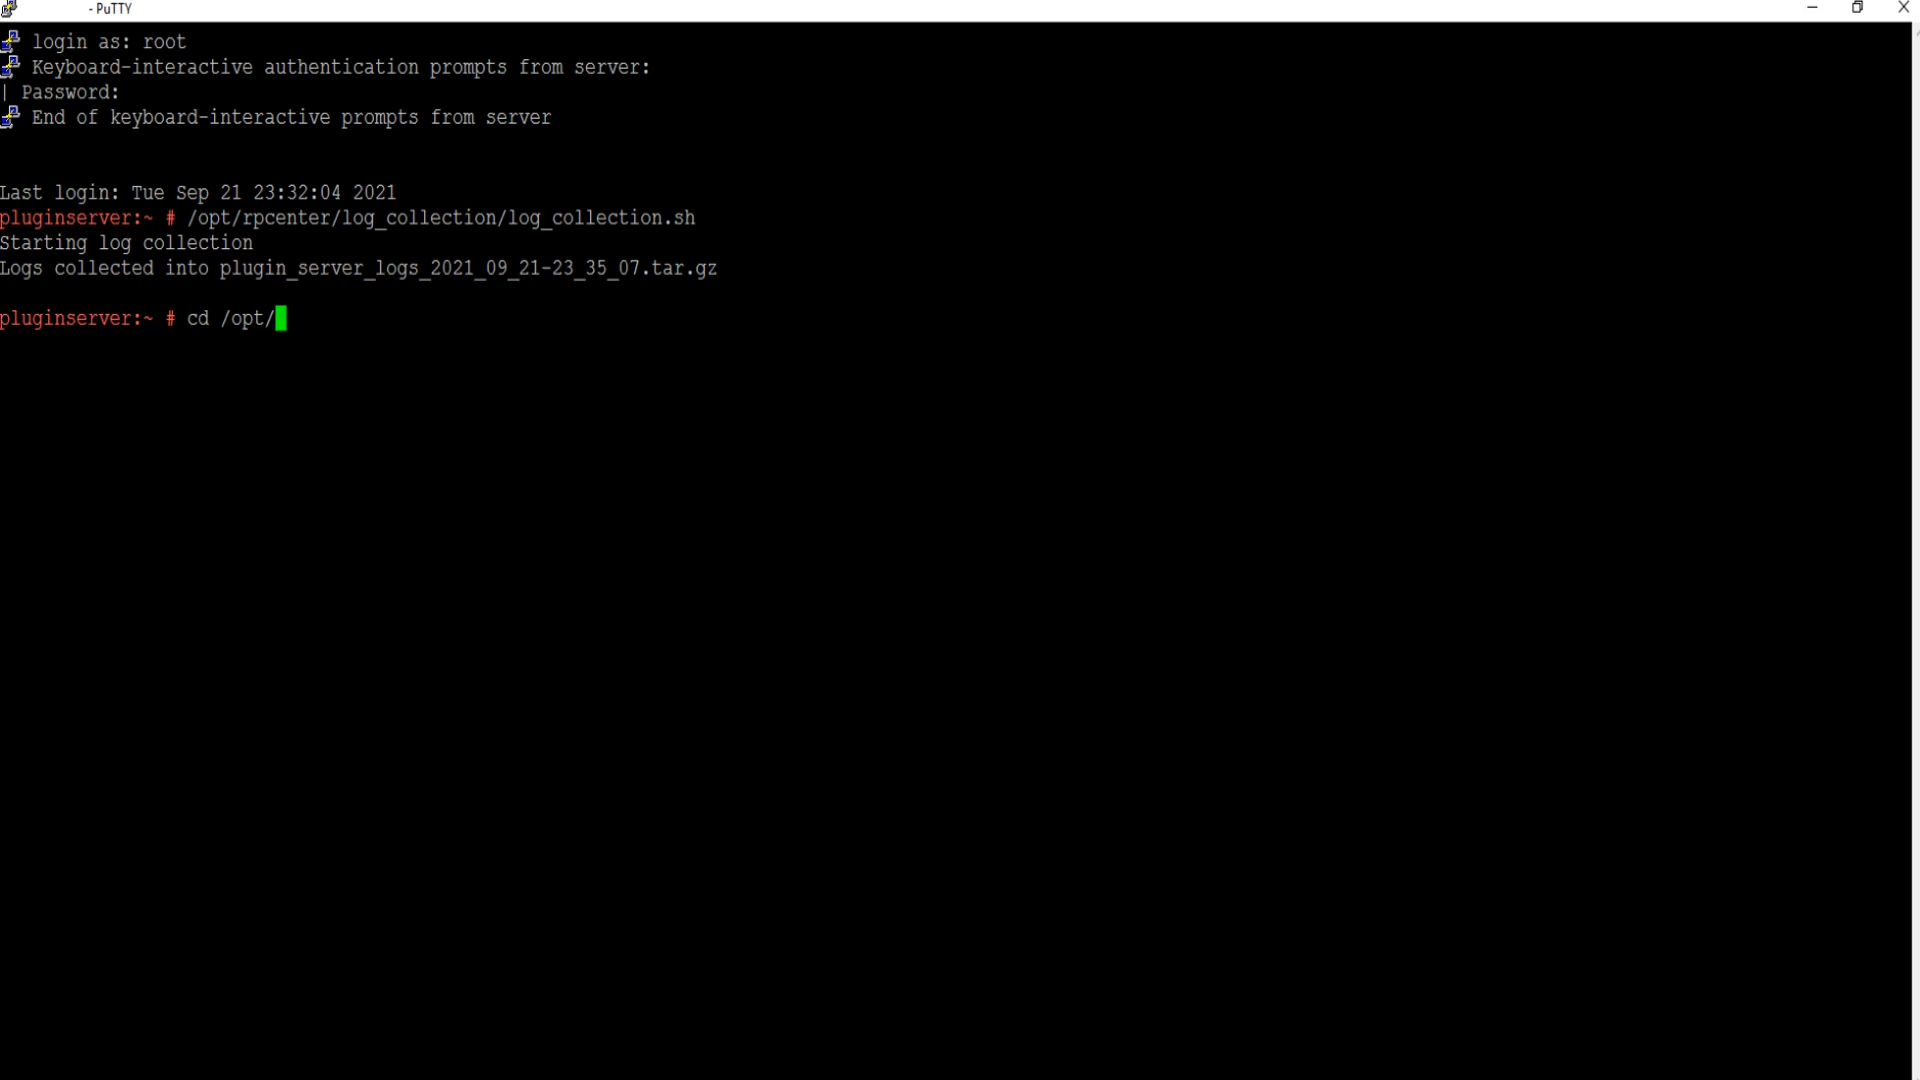 - PuTTY
login as: root
Keyboard-interactive authentication prompts from server:
| Password:
End of keyboard-interactive prompts from server
Last login: Tue Sep 21 23:32:04 2021
pluginserver:~ # /opt/rpcenter/log_collection/log_collection.sh
Starting log collection
Logs collected into plugin_server_logs_2021_09_21-23_35_07.tar.gz
pluginserver:~ # cd /opt/